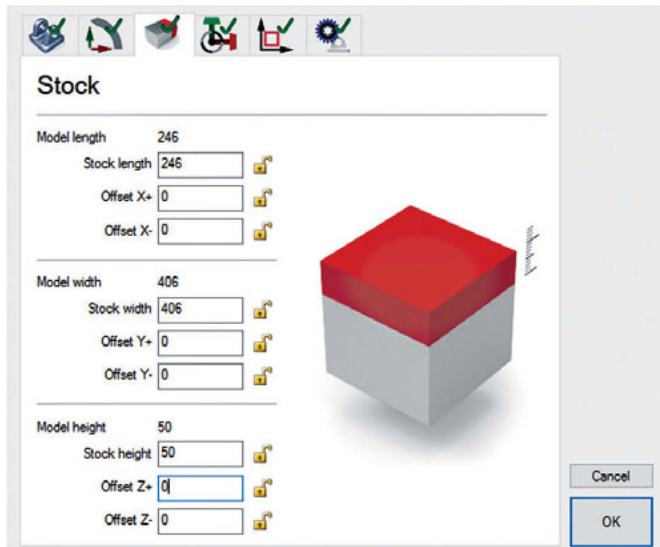 Stock
Model length 246
Stock length 246
Offset X+ 0
Offset X- 0
Model width 406
Stock width 406
Offset Y+ 0
Offset Y- 0
Model height 50
Stock height 50
Offset Z+ 0
Offset Z- 0
Cancel
OK